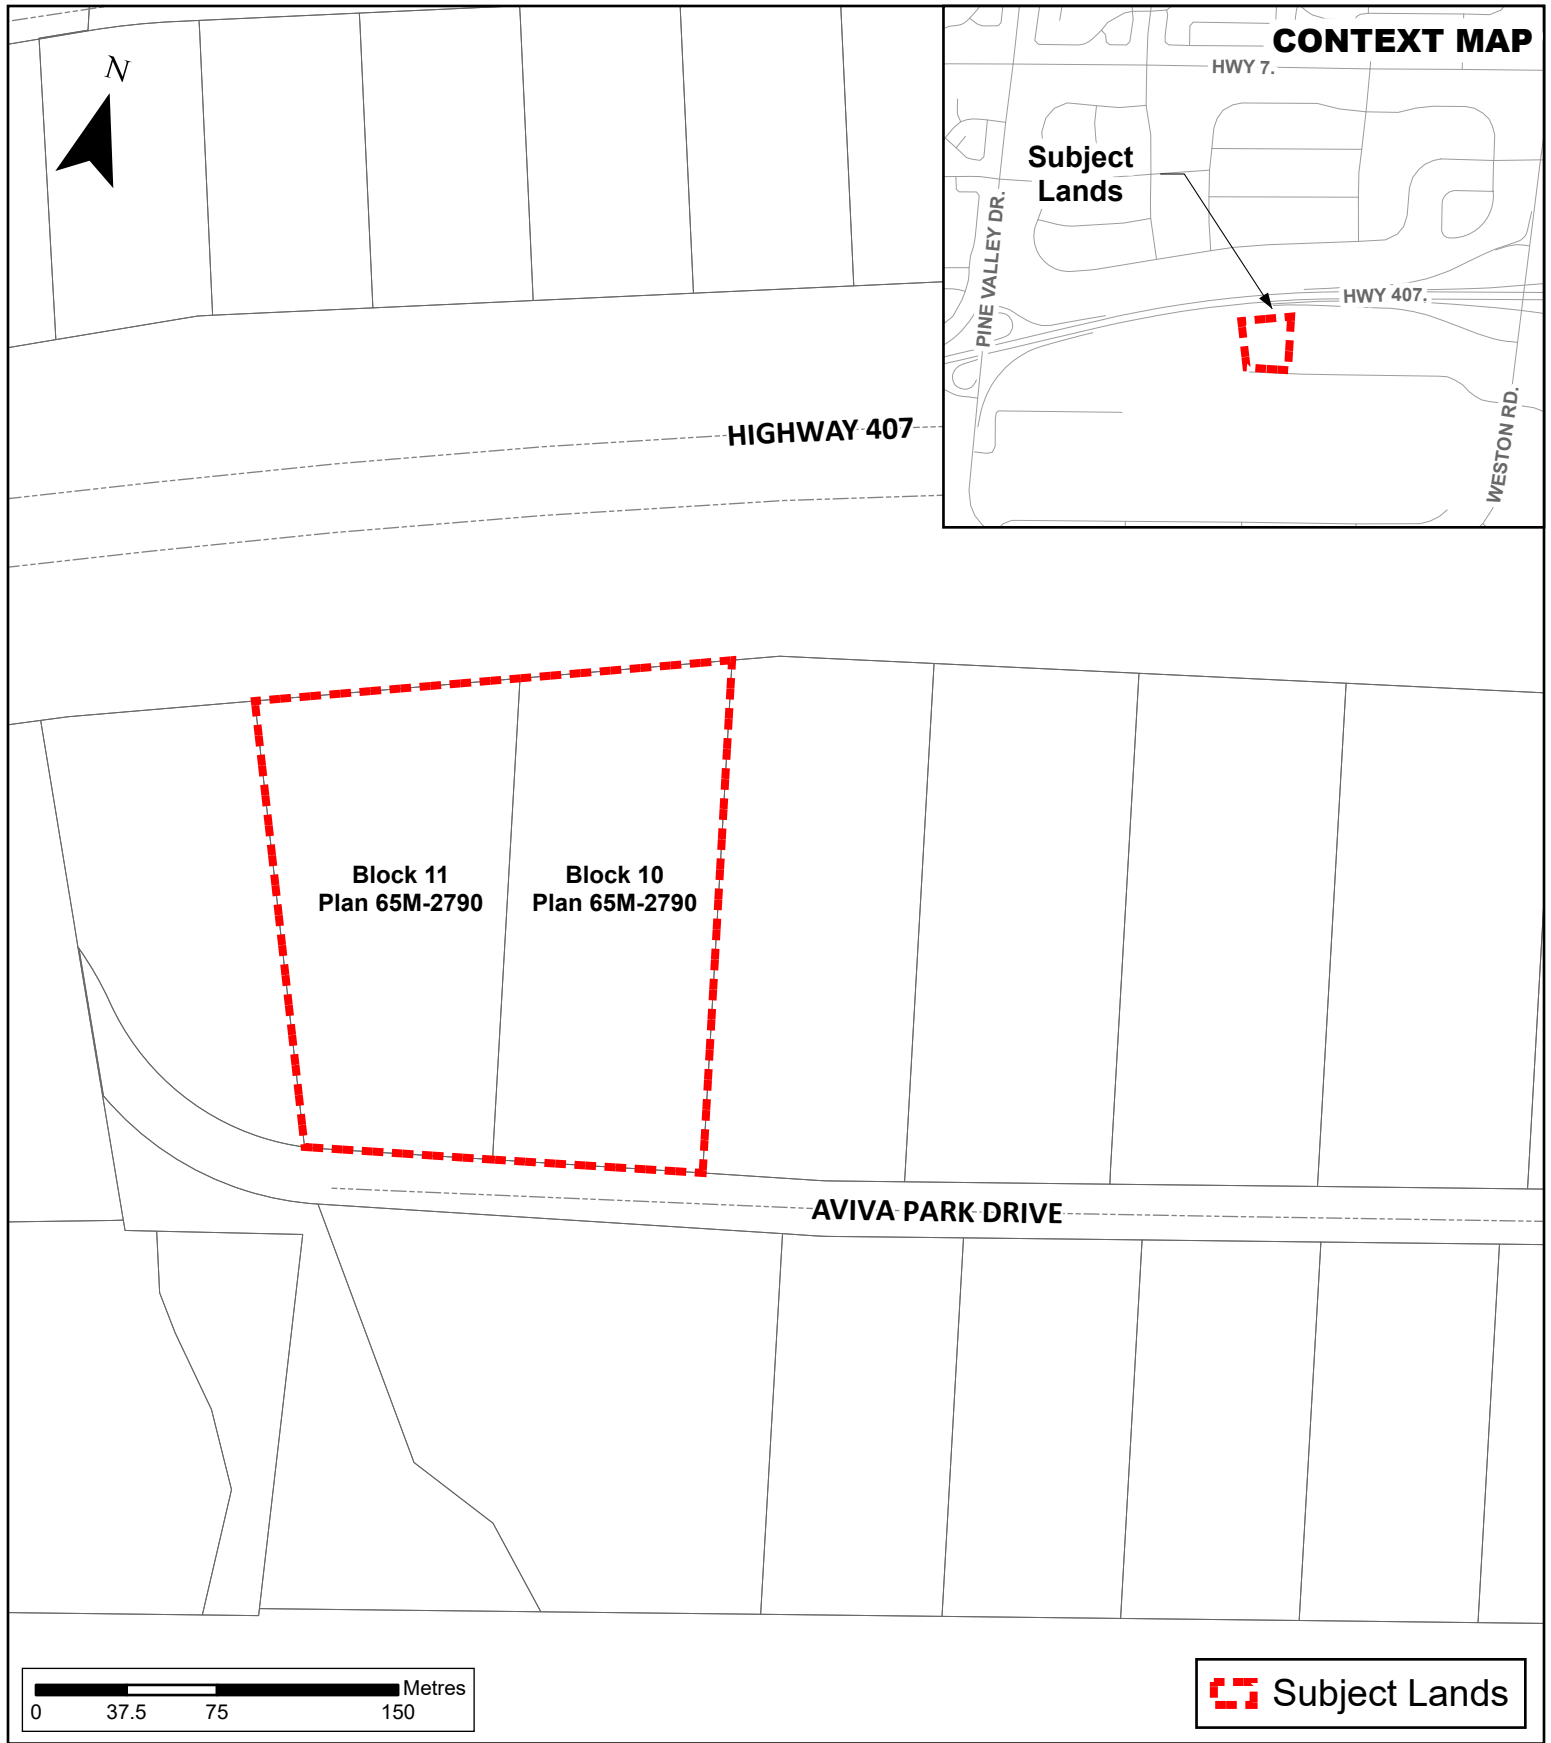 N
CONTEXT MAP
HWY 7.
Subject
Lands
PINE VALLEY DR.
HWY 407.
WESTON RD.
HIGHWAY 407
Block 11
Plan 65M-2790
Block 10
Plan 65M-2790
AVIVA PARK DRIVE
Metres
0 37.5 75 150
Subject Lands